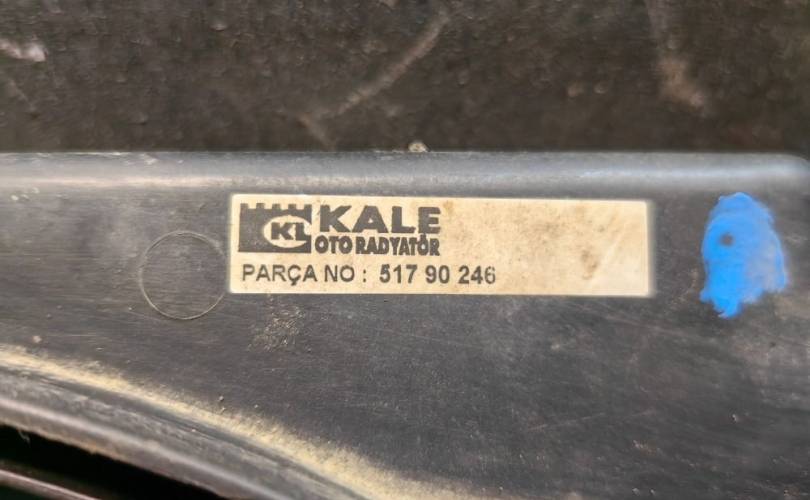 KL KALE
OTO RADYATÖR
PARÇA NO : 517 90 246